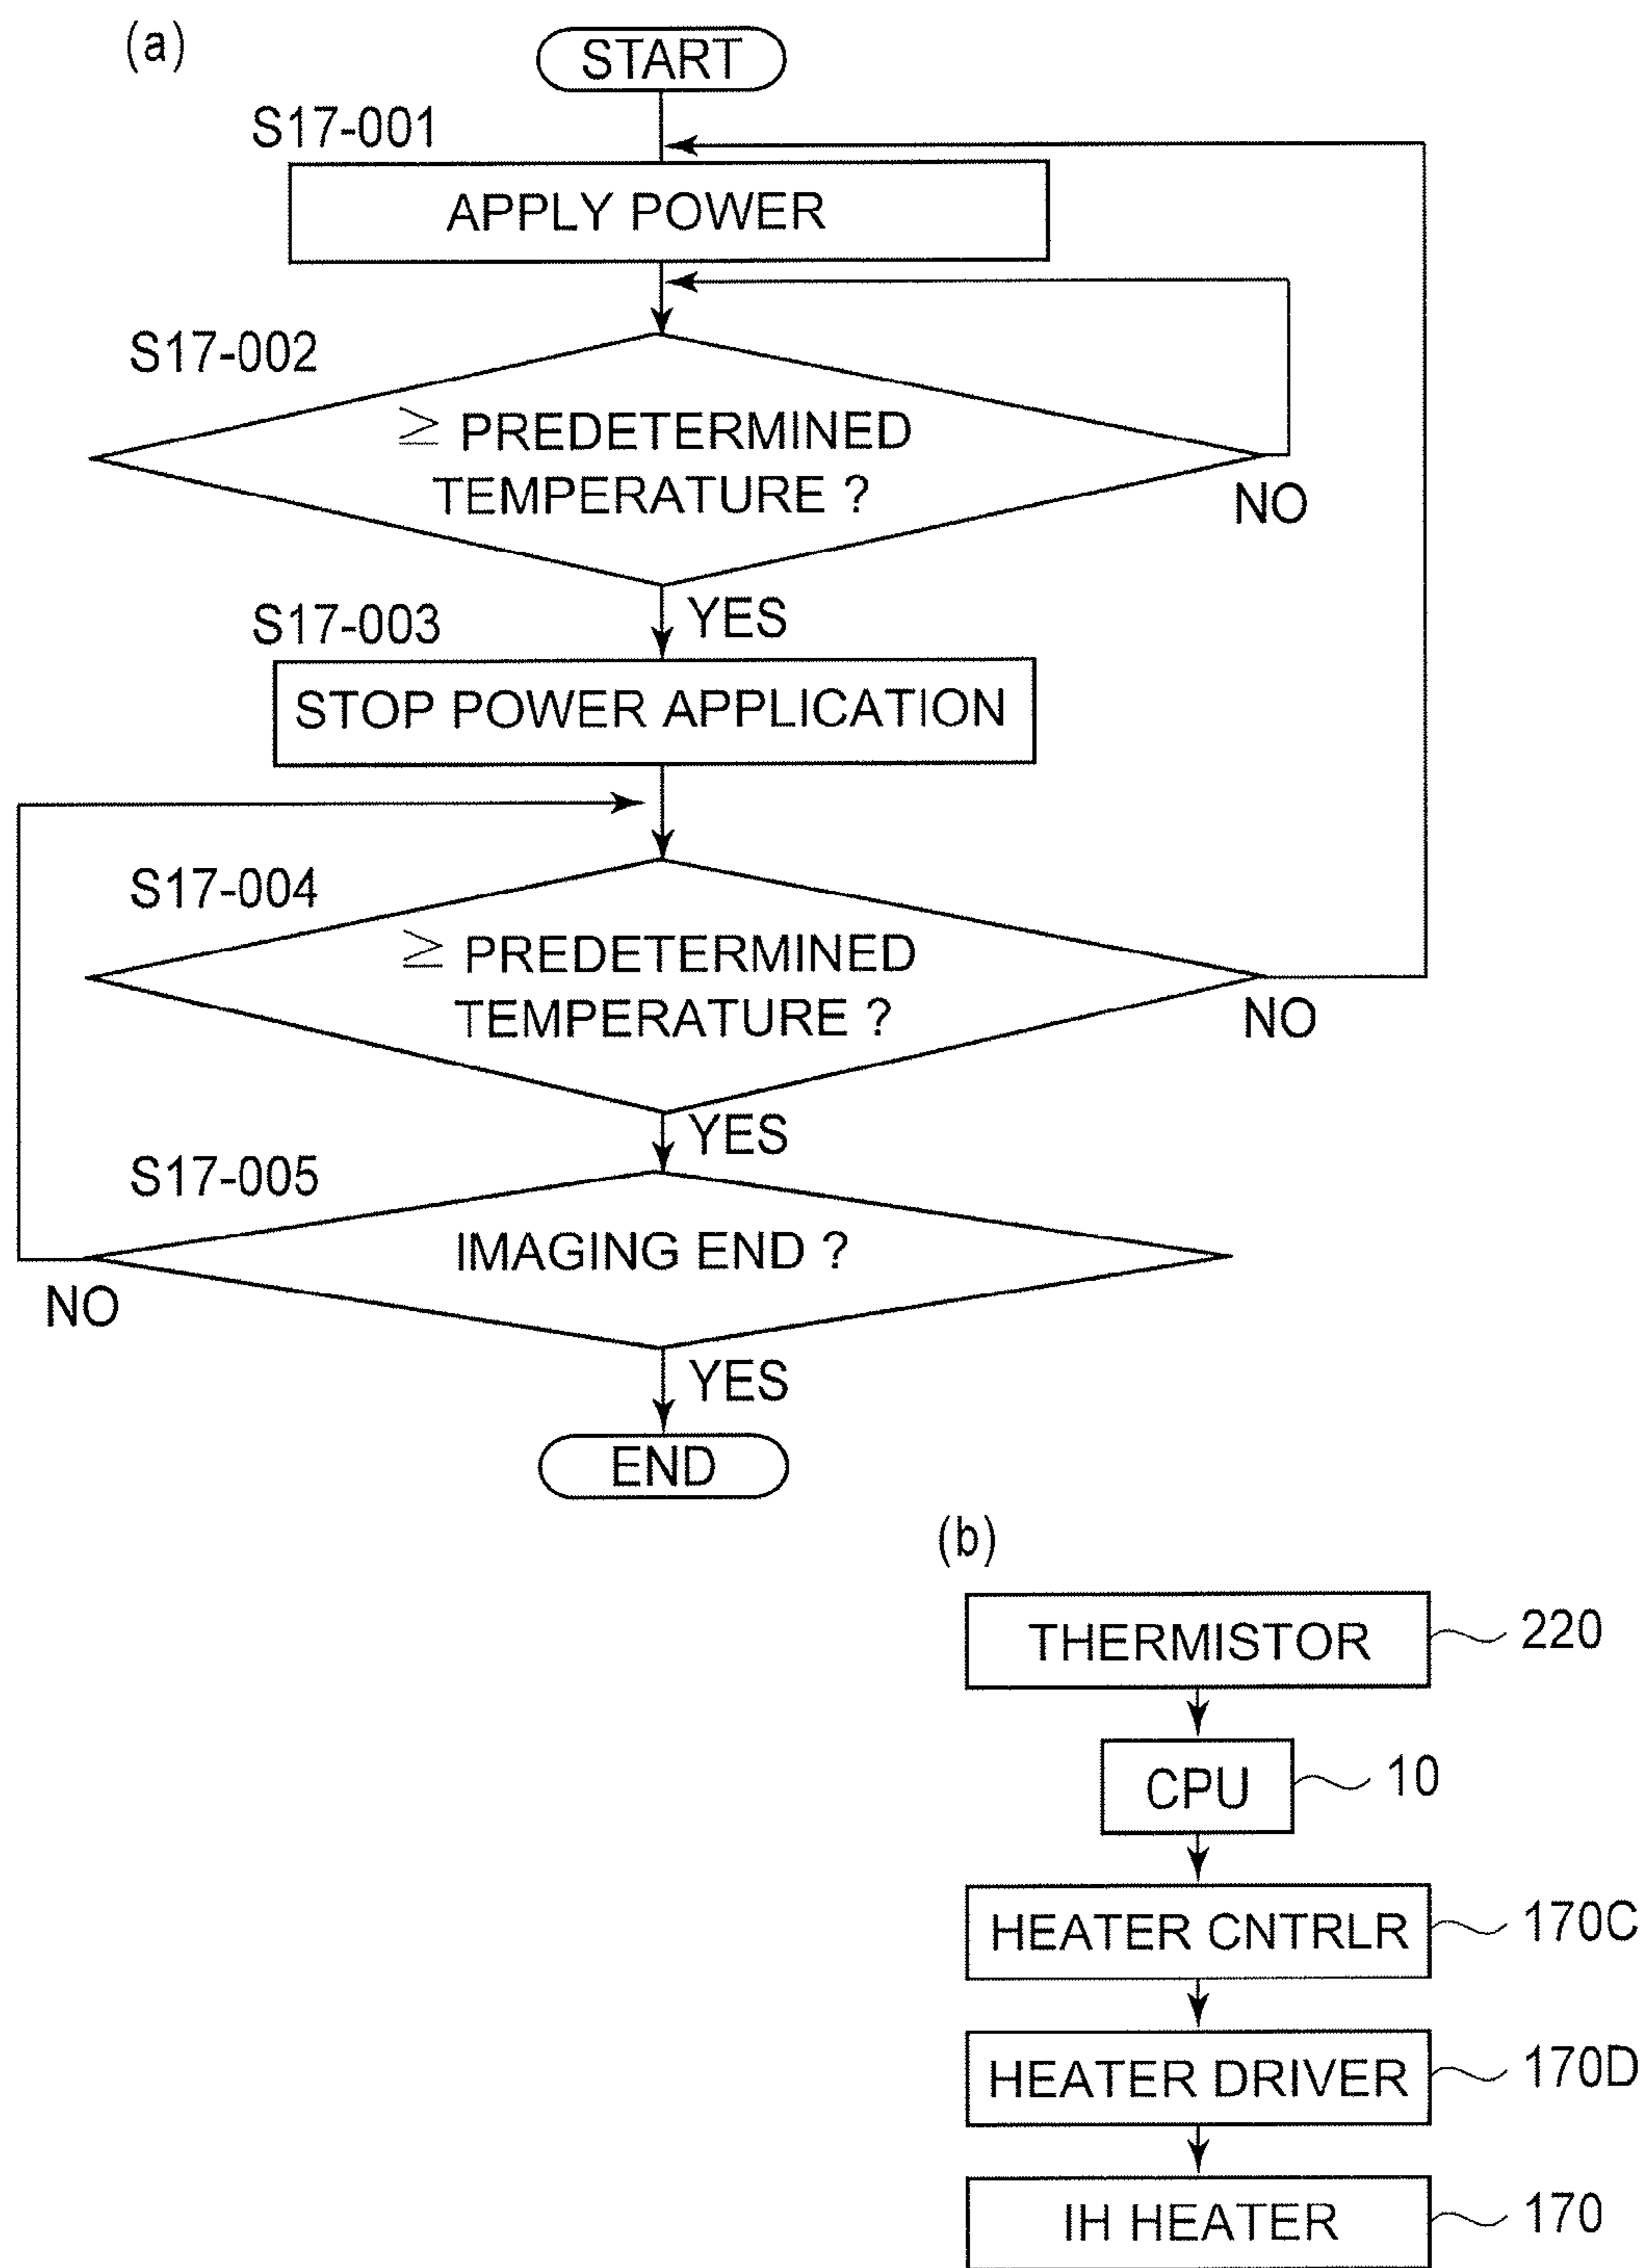 (a)
START
S17-001
APPLY POWER
S17-002
≥ PREDETERMINED
TEMPERATURE ?
NO
YES
S17-003
STOP POWER APPLICATION
S17-004
≥ PREDETERMINED
TEMPERATURE ?
NO
YES
S17-005
IMAGING END ?
NO
YES
END
(b)
THERMISTOR 220
CPU 10
HEATER CNTRLR 170C
HEATER DRIVER 170D
IH HEATER 170